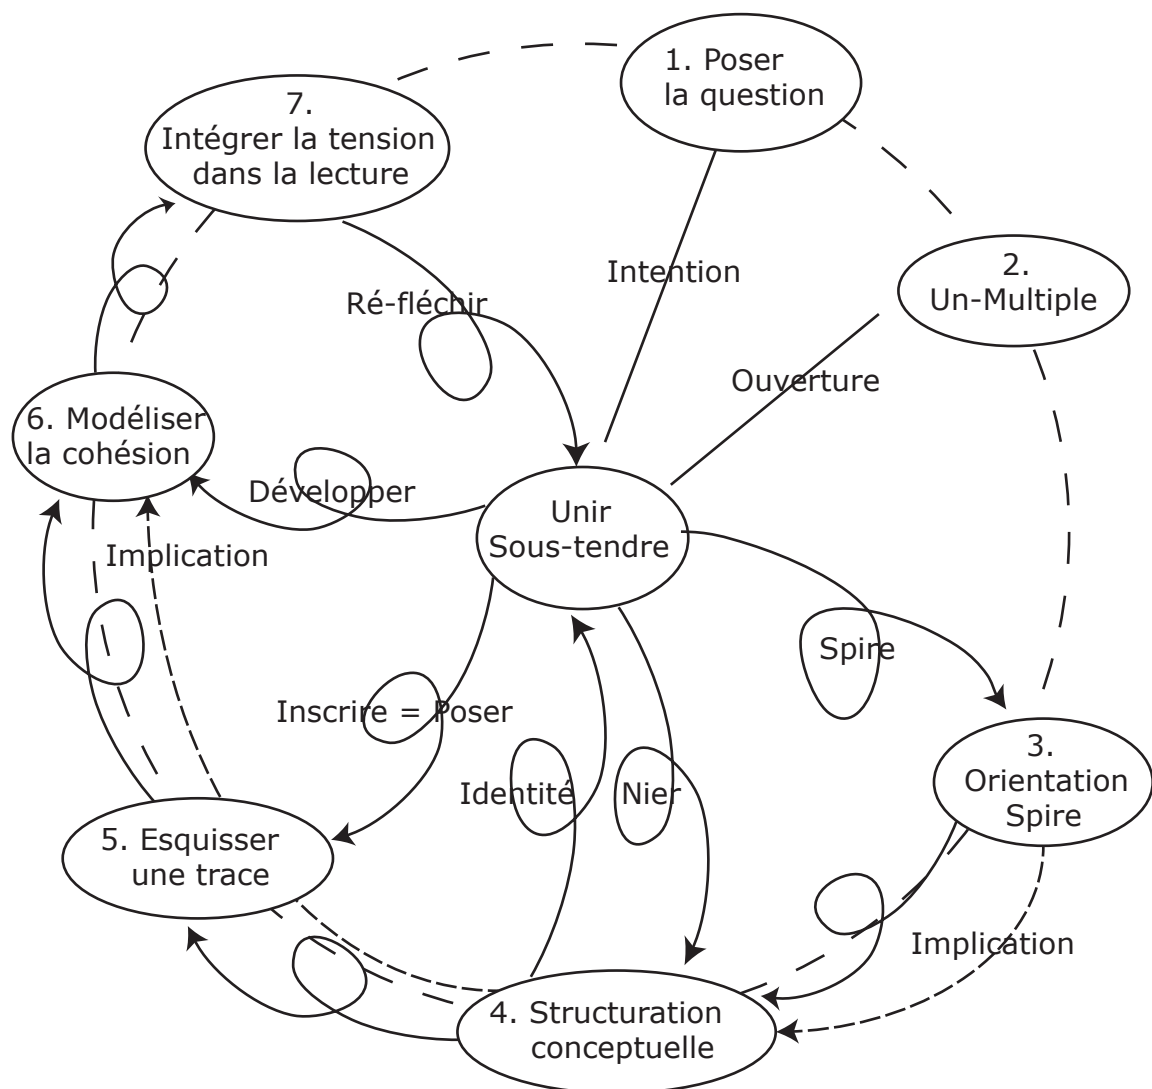 1. Poser
la question
7.
Intégrer la tension
dans la lecture
2.
Un-Multiple
Intention
Ré-fléchir
Ouverture
6. Modéliser
la cohésion
Développer
Unir
Sous-tendre
Implication
Spire
Inscrire = Poser
3.
Orientation
Spire
Identité
Nier
5. Esquisser
une trace
Implication
4. Structuration
conceptuelle